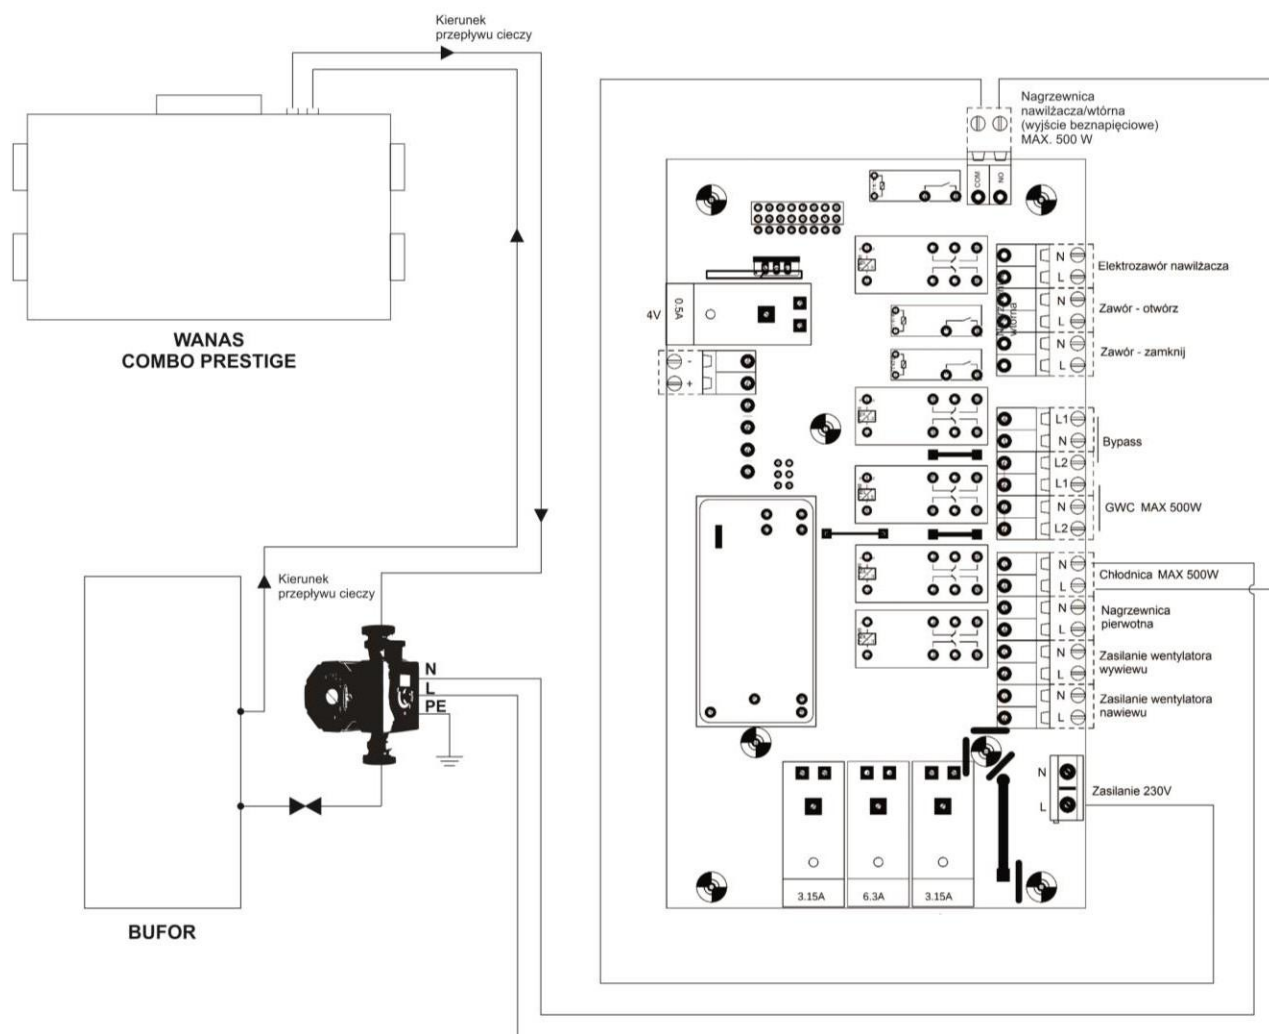 Kierunek
przepływu cieczy
WANAS
COMBO PRESTIGE
Kierunek
przepływu cieczy
N
L
PE
BUFOR
Nagrzewnica
nawilżacza/wtórna
(wyjście beznapięciowe)
MAX. 500 W
COM
NO
4V
0.5A
-
+
N
L
Elektrozawór nawilżacza
N
L
Zawór - otwórz
wtórna
N
L
Zawór - zamknij
L1
N
L2
Bypass
L1
N
L2
GWC MAX 500W
N
L
Chłodnica MAX 500W
N
L
Nagrzewnica
pierwotna
N
L
Zasilanie wentylatora
wywiewu
N
L
Zasilanie wentylatora
nawiewu
N
L
Zasilanie 230V
3.15A
6.3A
3.15A